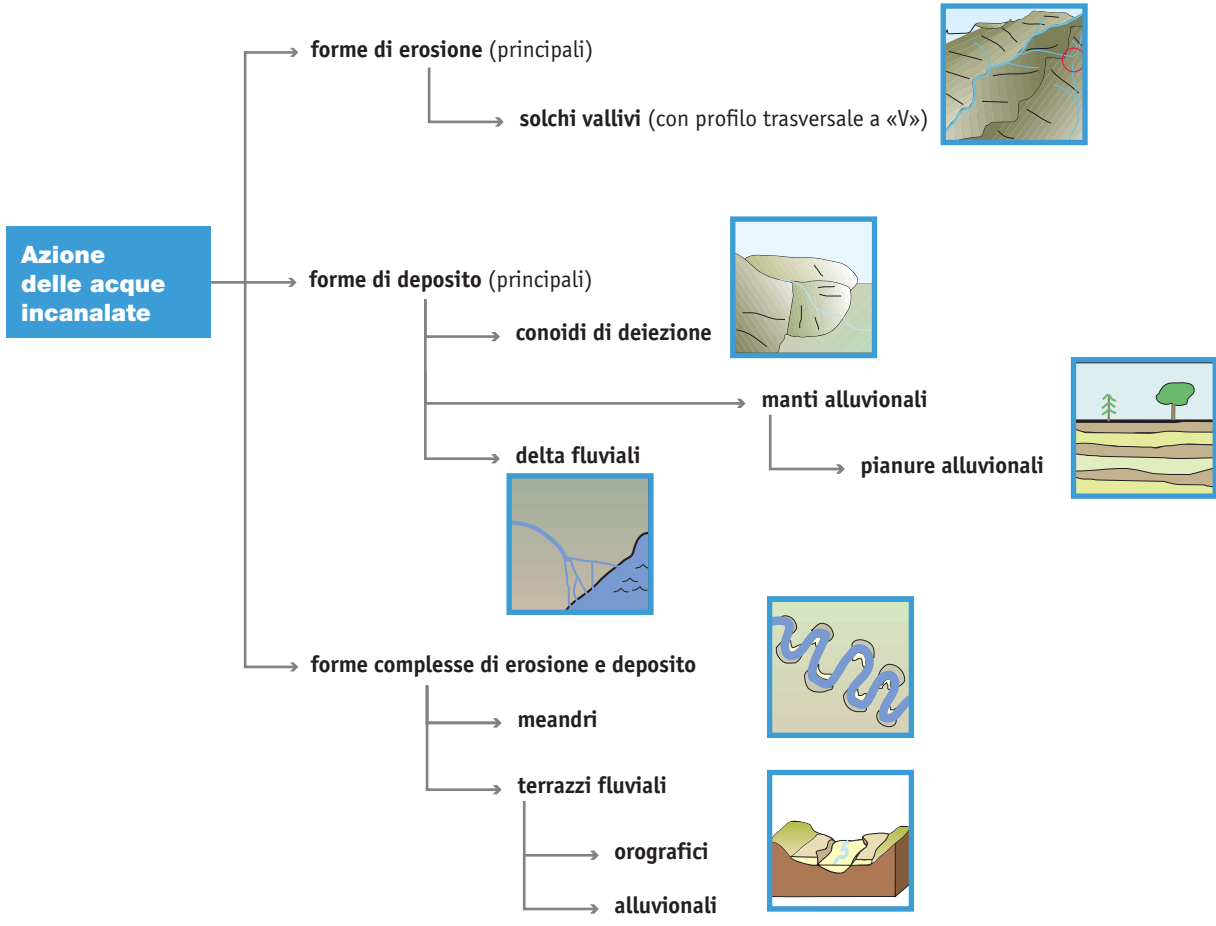 forme di erosione (principali)
solchi vallivi (con profilo trasversale a «V»)
Azione
delle acque
incanalate
forme di deposito (principali)
conoidi di deiezione
manti alluvionali
delta fluviali
pianure alluvionali
forme complesse di erosione e deposito
meandri
terrazzi fluviali
orografici
alluvionali